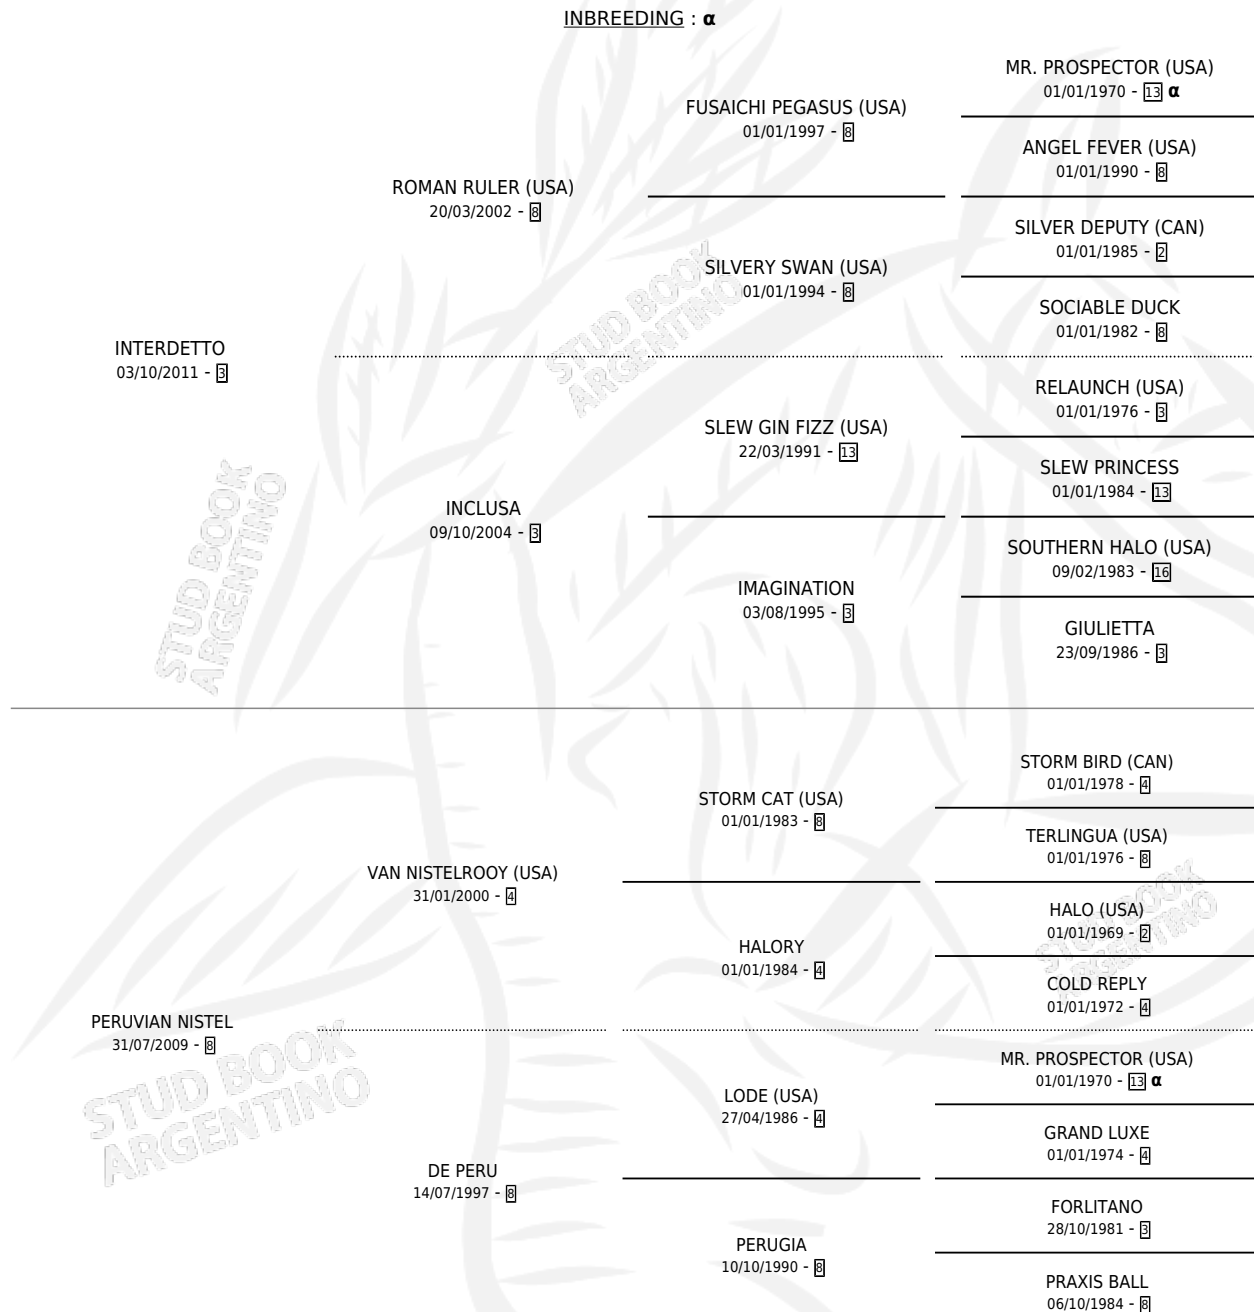 INBREEDING : α
MR. PROSPECTOR (USA)
01/01/1970 - 13 α
FUSAICHI PEGASUS (USA)
01/01/1997 - 8
ANGEL FEVER (USA)
01/01/1990 - 8
ROMAN RULER (USA)
20/03/2002 - 8
SILVER DEPUTY (CAN)
01/01/1985 - 2
SILVERY SWAN (USA)
01/01/1994 - 8
SOCIABLE DUCK
01/01/1982 - 8
INTERDETTO
03/10/2011 - 3
RELAUNCH (USA)
01/01/1976 - 3
SLEW GIN FIZZ (USA)
22/03/1991 - 13
SLEW PRINCESS
01/01/1984 - 13
INCLUSA
09/10/2004 - 3
SOUTHERN HALO (USA)
09/02/1983 - 16
IMAGINATION
03/08/1995 - 3
GIULIETTA
23/09/1986 - 3
STORM BIRD (CAN)
01/01/1978 - 4
STORM CAT (USA)
01/01/1983 - 8
TERLINGUA (USA)
01/01/1976 - 8
VAN NISTELROOY (USA)
31/01/2000 - 4
HALO (USA)
01/01/1969 - 2
HALORY
01/01/1984 - 4
COLD REPLY
01/01/1972 - 4
PERUVIAN NISTEL
31/07/2009 - 8
MR. PROSPECTOR (USA)
01/01/1970 - 13 α
LODE (USA)
27/04/1986 - 4
GRAND LUXE
01/01/1974 - 4
DE PERU
14/07/1997 - 8
FORLITANO
28/10/1981 - 3
PERUGIA
10/10/1990 - 8
PRAXIS BALL
06/10/1984 - 8
STUD BOOK
ARGENTINO
STUD BOOK
ARGENTINO
STUD BOOK
ARGENTINO
STUD BOOK
ARGENTINO